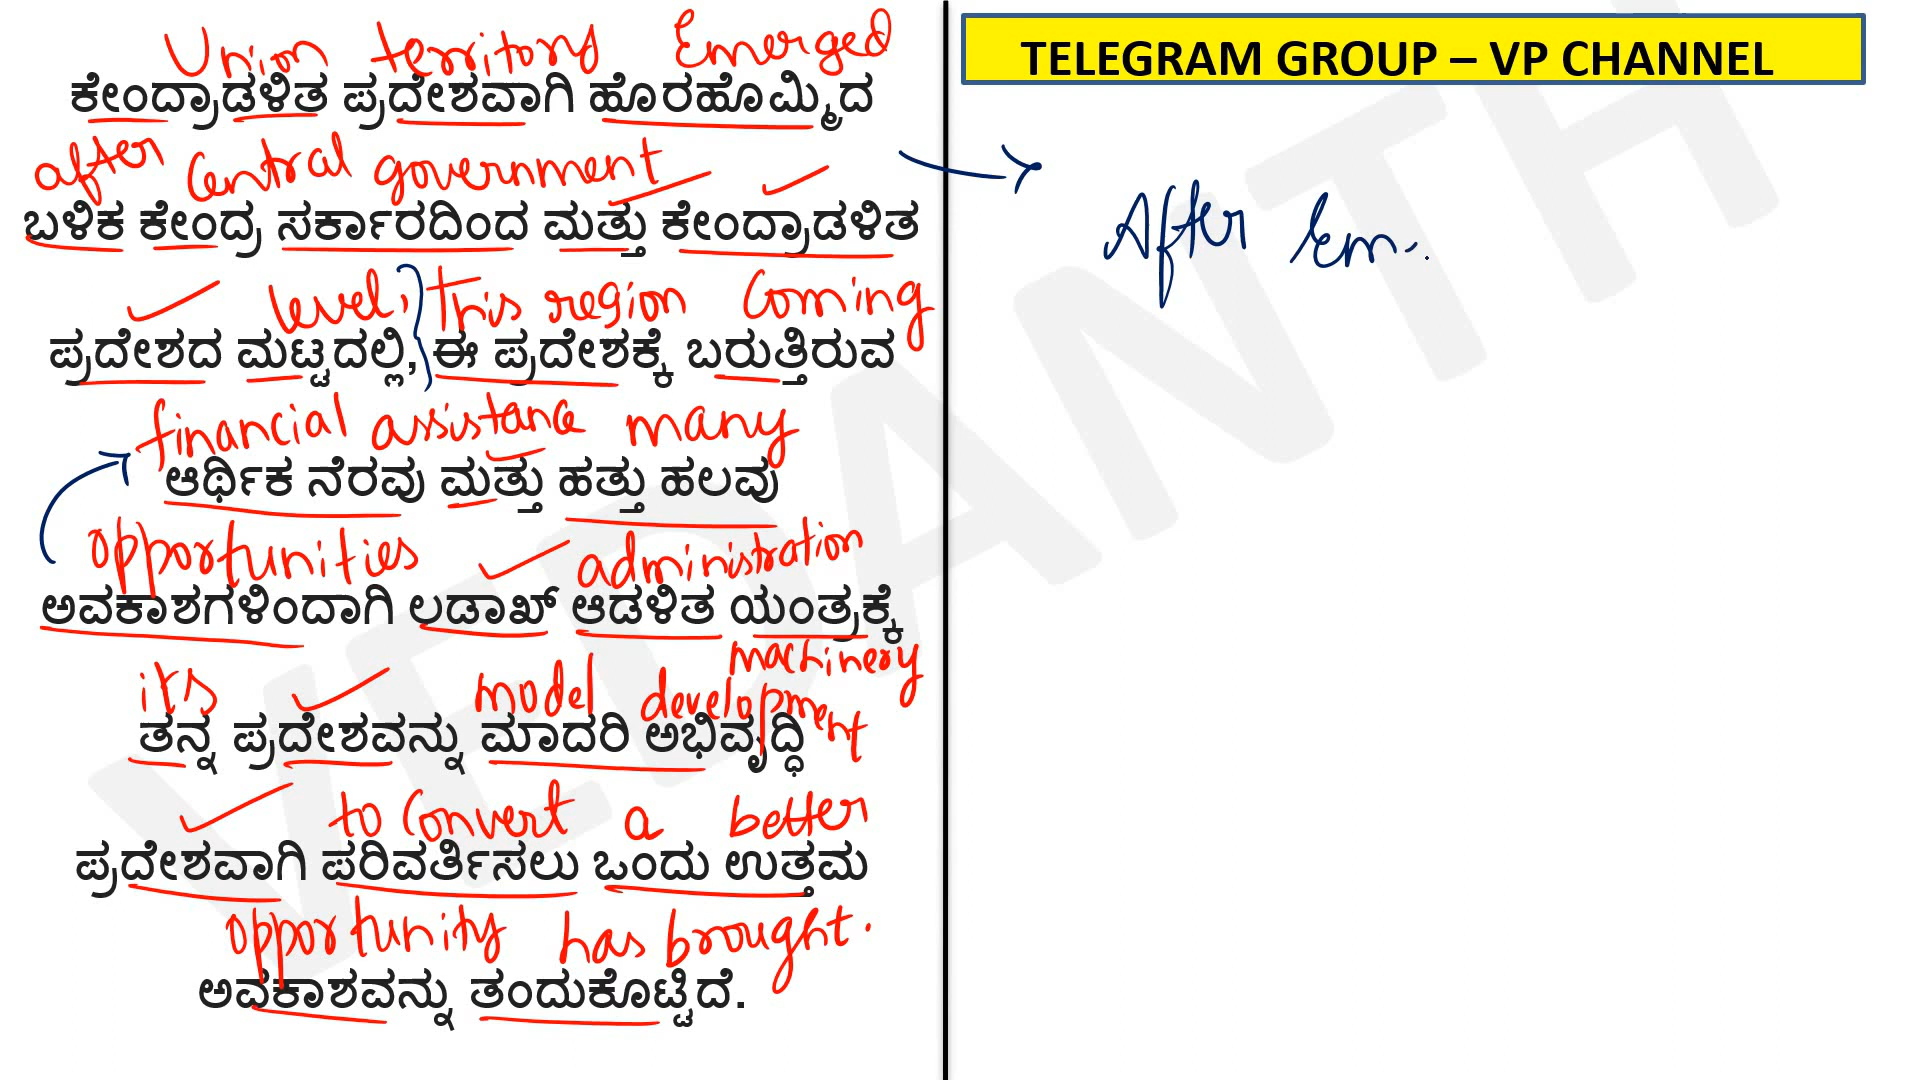 Union territory Emerged
ಕೇಂದ್ರಾಡಳಿತ ಪ್ರದೇಶವಾಗಿ ಹೊರಹೊಮ್ಮಿದ
after Central government
ಬಳಿಕ ಕೇಂದ್ರ ಸರ್ಕಾರದಿಂದ ಮತ್ತು ಕೇಂದ್ರಾಡಳಿತ
level, this region Coming
ಪ್ರದೇಶದ ಮಟ್ಟದಲ್ಲಿ, ಈ ಪ್ರದೇಶಕ್ಕೆ ಬರುತ್ತಿರುವ
financial assistance many
ಆರ್ಥಿಕ ನೆರವು ಮತ್ತು ಹತ್ತು ಹಲವು
opportunities administration
ಅವಕಾಶಗಳಿಂದಾಗಿ ಲಡಾಖ್ ಆಡಳಿತ ಯಂತ್ರಕ್ಕೆ
machinery
its model development
ತನ್ನ ಪ್ರದೇಶವನ್ನು ಮಾದರಿ ಅಭಿವೃದ್ಧಿ
to Convert a better
ಪ್ರದೇಶವಾಗಿ ಪರಿವರ್ತಿಸಲು ಒಂದು ಉತ್ತಮ
opportunity has brought.
ಅವಕಾಶವನ್ನು ತಂದುಕೊಟ್ಟಿದೆ.
TELEGRAM GROUP – VP CHANNEL
After Em..
VEDANTH